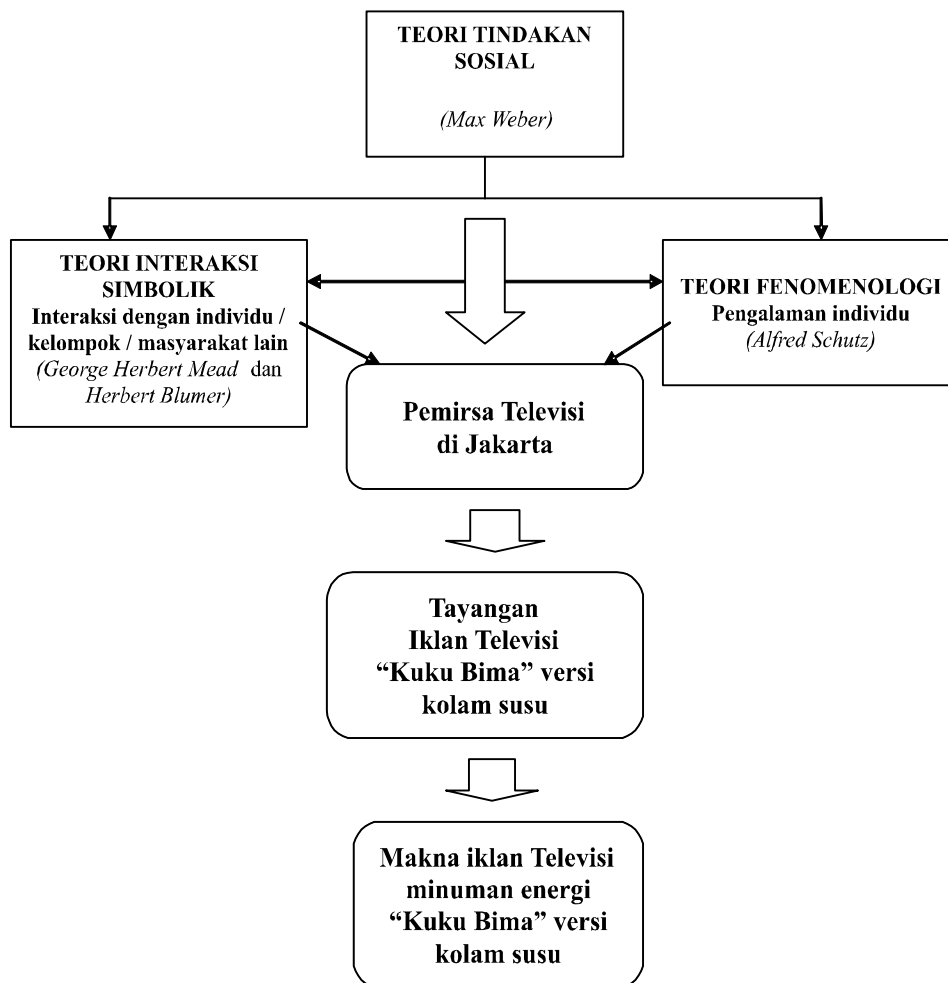 TEORI TINDAKAN
SOSIAL
(Max Weber)
TEORI INTERAKSI
SIMBOLIK
Interaksi dengan individu /
kelompok / masyarakat lain
(George Herbert Mead dan
Herbert Blumer)
TEORI FENOMENOLOGI
Pengalaman individu
(Alfred Schutz)
Pemirsa Televisi
di Jakarta
Tayangan
Iklan Televisi
“Kuku Bima” versi
kolam susu
Makna iklan Televisi
minuman energi
“Kuku Bima” versi
kolam susu